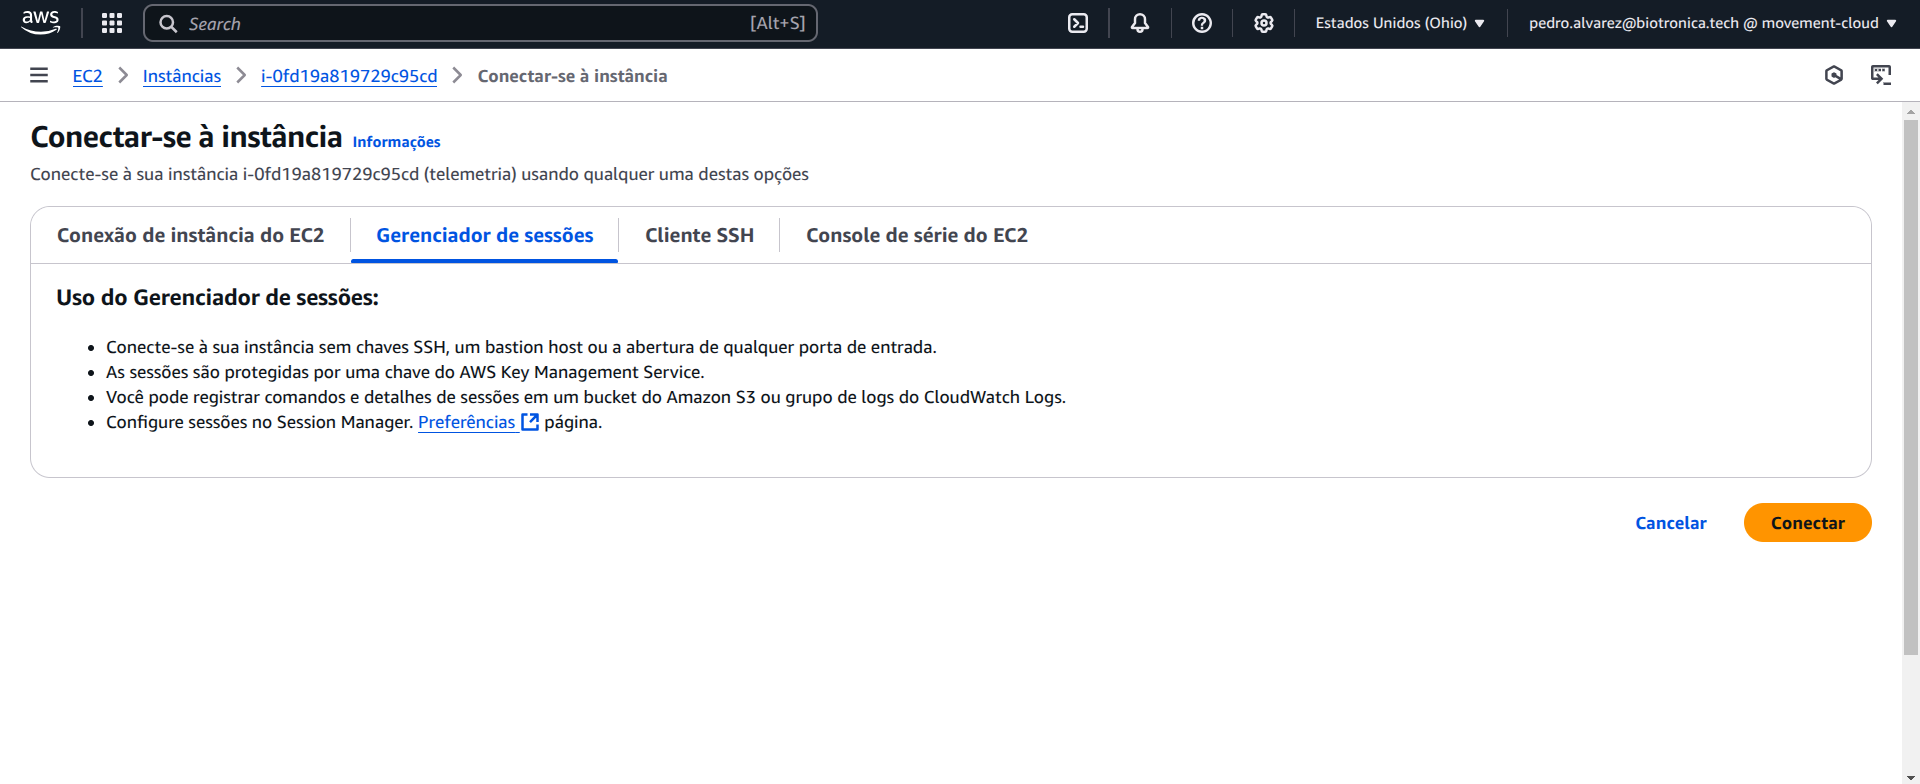 aws
Search [Alt+S]
Estados Unidos (Ohio)
pedro.alvarez@biotronica.tech @ movement-cloud
EC2 > Instâncias > i-0fd19a819729c95cd > Conectar-se à instância
Conectar-se à instância Informações
Conecte-se à sua instância i-0fd19a819729c95cd (telemetria) usando qualquer uma destas opções
Conexão de instância do EC2
Gerenciador de sessões
Cliente SSH
Console de série do EC2
Uso do Gerenciador de sessões:
• Conecte-se à sua instância sem chaves SSH, um bastion host ou a abertura de qualquer porta de entrada.
• As sessões são protegidas por uma chave do AWS Key Management Service.
• Você pode registrar comandos e detalhes de sessões em um bucket do Amazon S3 ou grupo de logs do CloudWatch Logs.
• Configure sessões no Session Manager. Preferências página.
Cancelar
Conectar